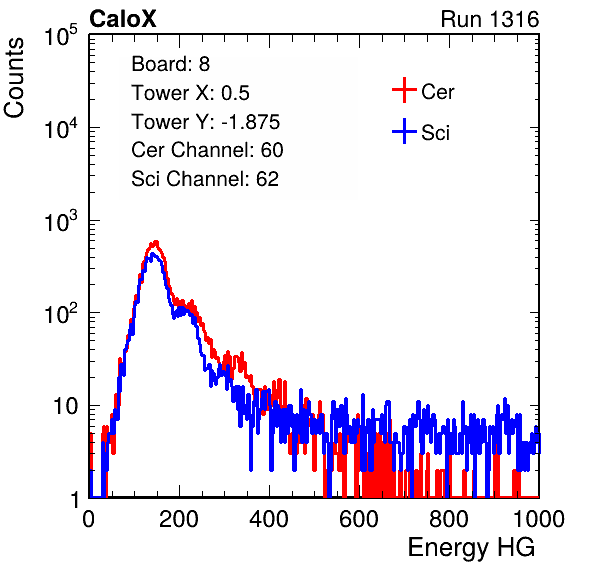 CaloX Run 1316
Counts
Board: 8
Tower X: 0.5
Tower Y: -1.875
Cer Channel: 60
Sci Channel: 62
Cer
Sci
10^5
10^4
10^3
10^2
10
1
0 200 400 600 800 1000
Energy HG